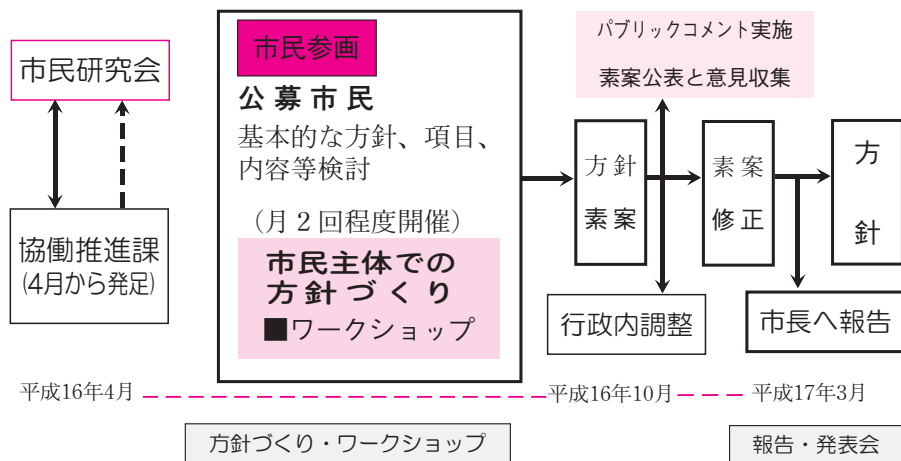 市民研究会
協働推進課
(4月から発足)
市民参画
公募市民
基本的な方針、項目、
内容等検討
（月２回程度開催）
市民主体での
方針づくり
■ワークショップ
パブリックコメント実施
素案公表と意見収集
方針
素案
素案
修正
方
針
行政内調整
市長へ報告
平成16年4月
平成16年10月
平成17年3月
方針づくり・ワークショップ
報告・発表会